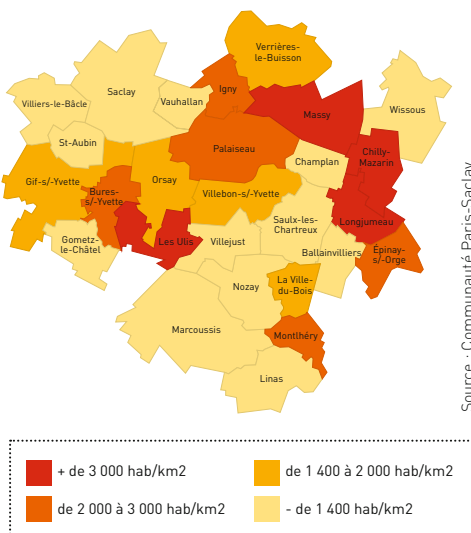 Verrières-
le-Buisson
Igny
Saclay
Vauhallan
Villiers-le-Bâcle
Massy
Wissous
St-Aubin
Palaiseau
Chilly-
Mazarin
Champlan
Gif-s/-Yvette
Orsay
Bures-
s/-Yvette
Villebon-s/-Yvette
Saulx-les-
Chartreux
Longjumeau
Gometz-
le-Châtel
Les Ulis
Villejust
Ballainvilliers
Épinay-
s/-Orge
Nozay
La Ville-
du-Bois
Marcoussis
Montlhéry
Linas
Source : Communauté Paris-Saclay
+ de 3 000 hab/km2
de 1 400 à 2 000 hab/km2
de 2 000 à 3 000 hab/km2
- de 1 400 hab/km2